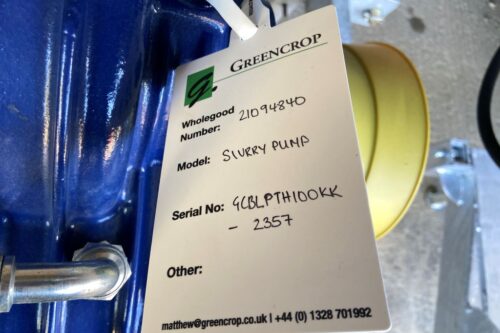 GREENCROP
g.
Wholegood
Number: 21094840
Model: SLURRY PUMP
Serial No: GCBLPTH100KK
- 2357
Other:
matthew@greencrop.co.uk | +44 (0) 1328 701992